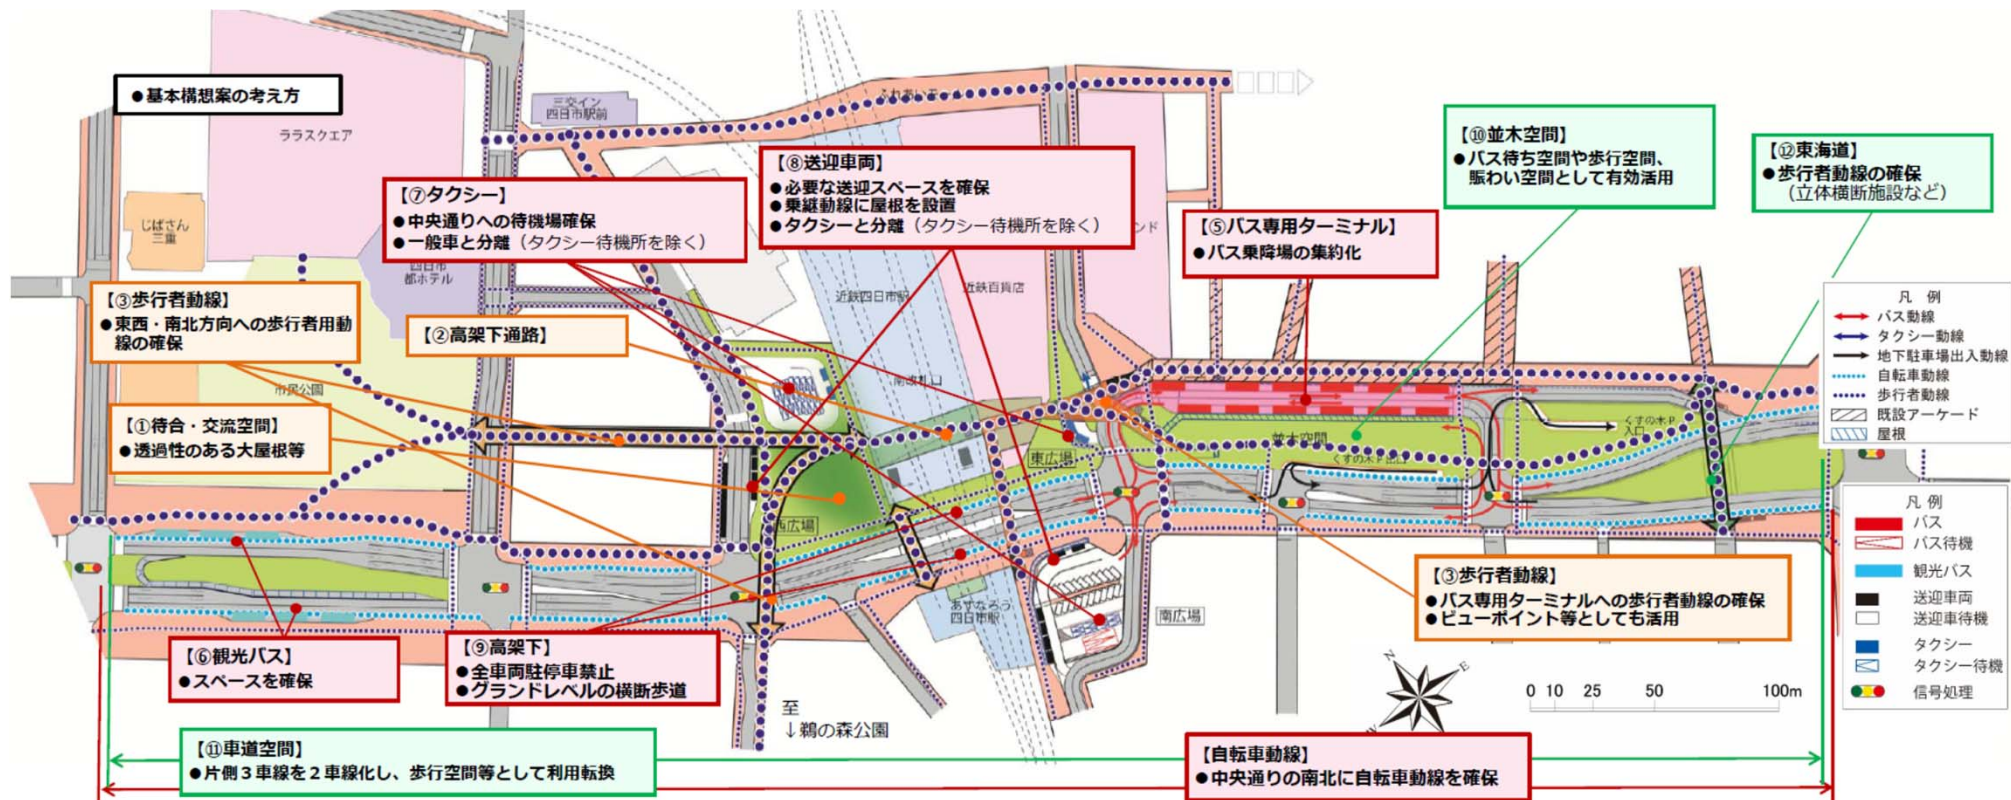 ●基本構想案の考え方
ララスクエア
三交イン
四日市駅前
ふれあいモール
【⑦タクシー】
●中央通りへの待機場確保
●一般車と分離（タクシー待機所を除く）
【⑧送迎車両】
●必要な送迎スペースを確保
●乗継動線に屋根を設置
●タクシーと分離（タクシー待機所を除く）
【⑩並木空間】
●バス待ち空間や歩行空間、
賑わい空間として有効活用
【⑫東海道】
●歩行者動線の確保
（立体横断施設など）
【⑤バス専用ターミナル】
●バス乗降場の集約化
ンド
じばさん
三重
四日市
都ホテル
近鉄四日市駅
近鉄百貨店
【③歩行者動線】
●東西・南北方向への歩行者用動
線の確保
【②高架下通路】
南改札口
市民公園
【①待合・交流空間】
●透過性のある大屋根等
凡 例
バス動線
タクシー動線
地下駐車場出入動線
自転車動線
歩行者動線
既設アーケード
屋根
くすの木P
入口
並木空間
くすの木P出口
東広場
西広場
凡 例
バス
バス待機
観光バス
送迎車両
送迎車待機
タクシー
タクシー待機
信号処理
あすなろう
四日市駅
南広場
【③歩行者動線】
●バス専用ターミナルへの歩行者動線の確保
●ビューポイント等としても活用
【⑥観光バス】
●スペースを確保
【⑨高架下】
●全車両駐停車禁止
●グランドレベルの横断歩道
至
↓鵜の森公園
N
E
W
0 10 25 50 100m
【⑪車道空間】
●片側３車線を２車線化し、歩行空間等として利用転換
【自転車動線】
●中央通りの南北に自転車動線を確保